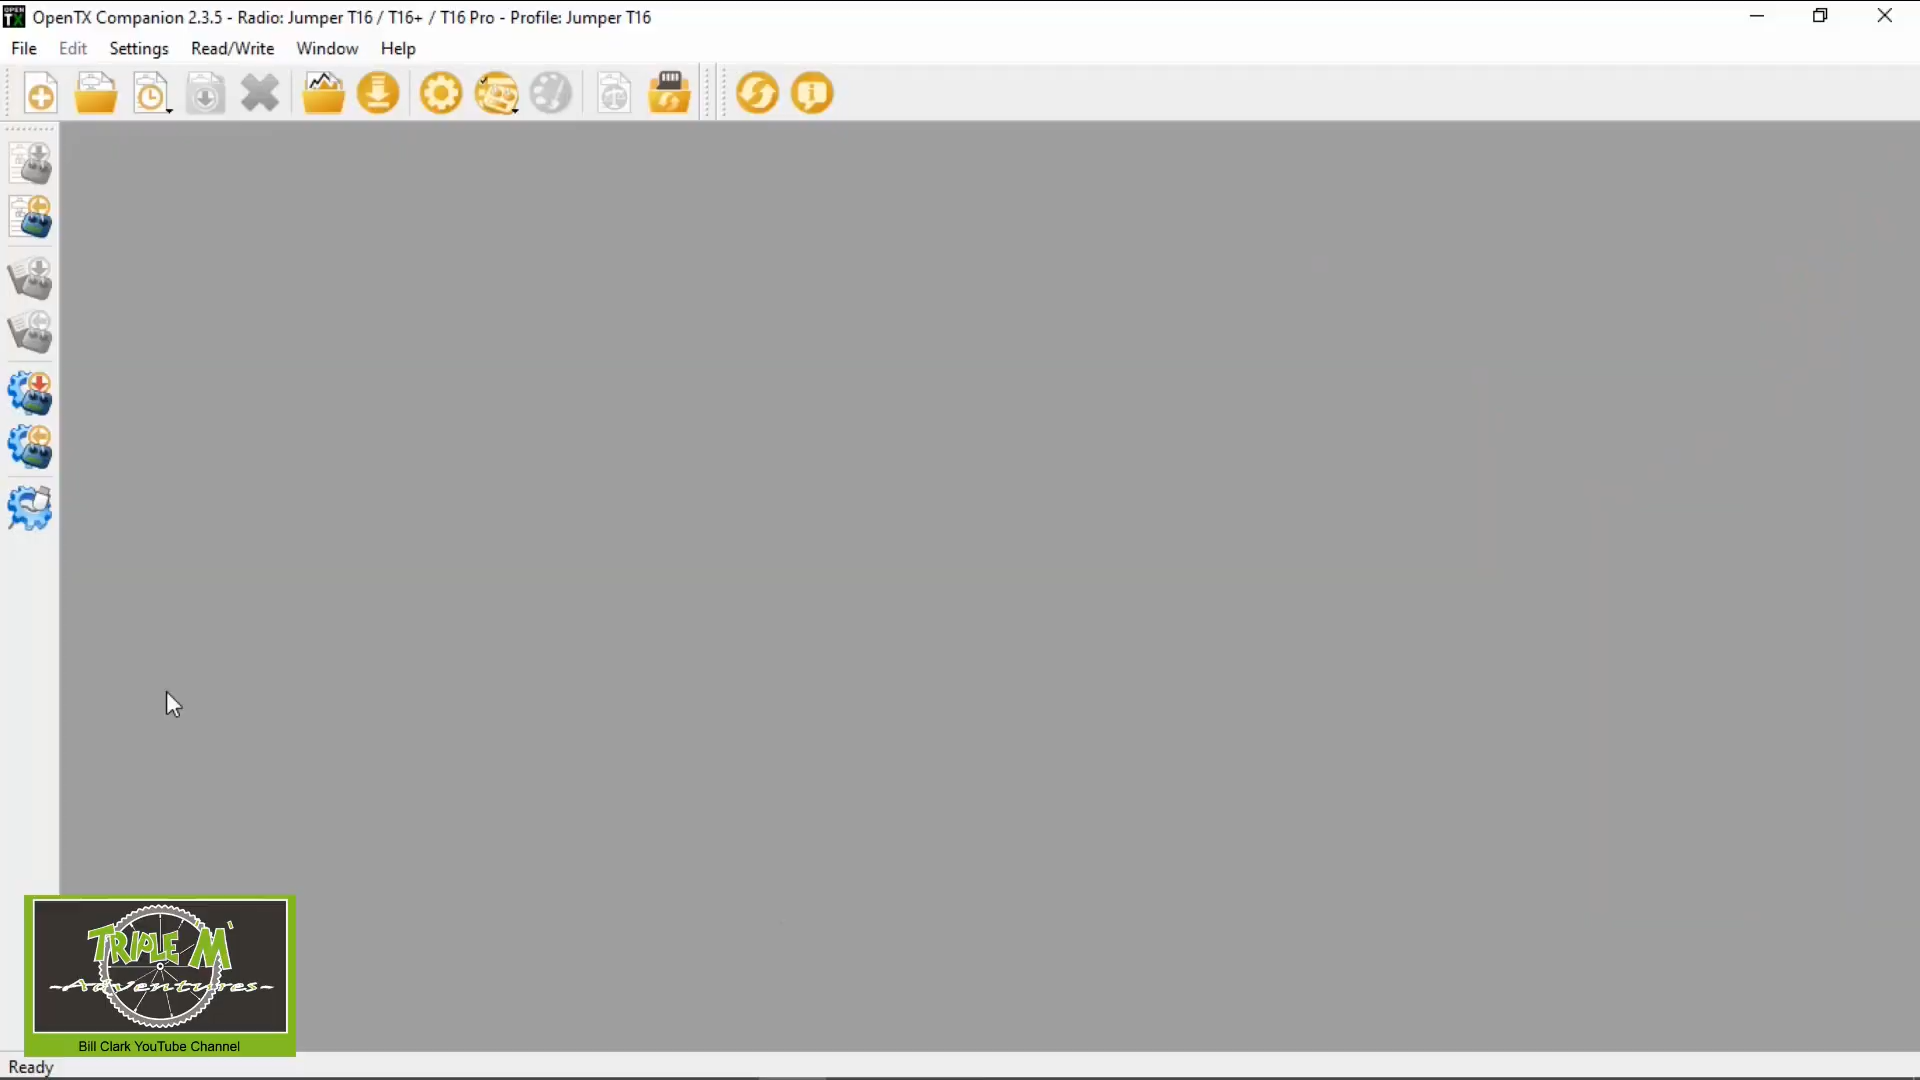 OpenTX Companion 2.3.5 - Radio: Jumper T16 / T16+ / T16 Pro - Profile: Jumper T16
File Edit Settings Read/Write Window Help
TRIPLE M`
-Adventures-
Bill Clark YouTube Channel
Ready